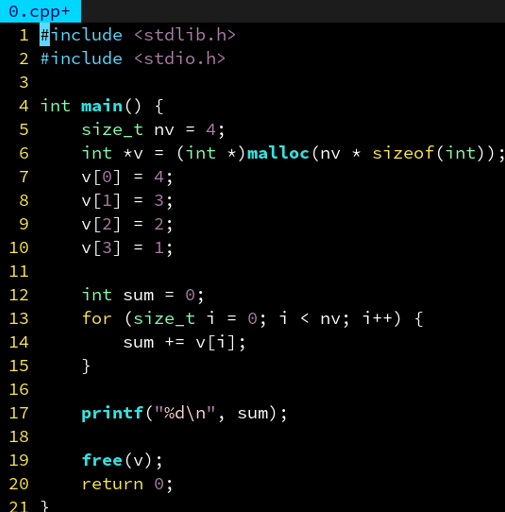 0.cpp+
1 #include <stdlib.h>
2 #include <stdio.h>
3
4 int main() {
5     size_t nv = 4;
6     int *v = (int *)malloc(nv * sizeof(int));
7     v[0] = 4;
8     v[1] = 3;
9     v[2] = 2;
10     v[3] = 1;
11
12     int sum = 0;
13     for (size_t i = 0; i < nv; i++) {
14         sum += v[i];
15     }
16
17     printf("%d\n", sum);
18
19     free(v);
20     return 0;
21 }